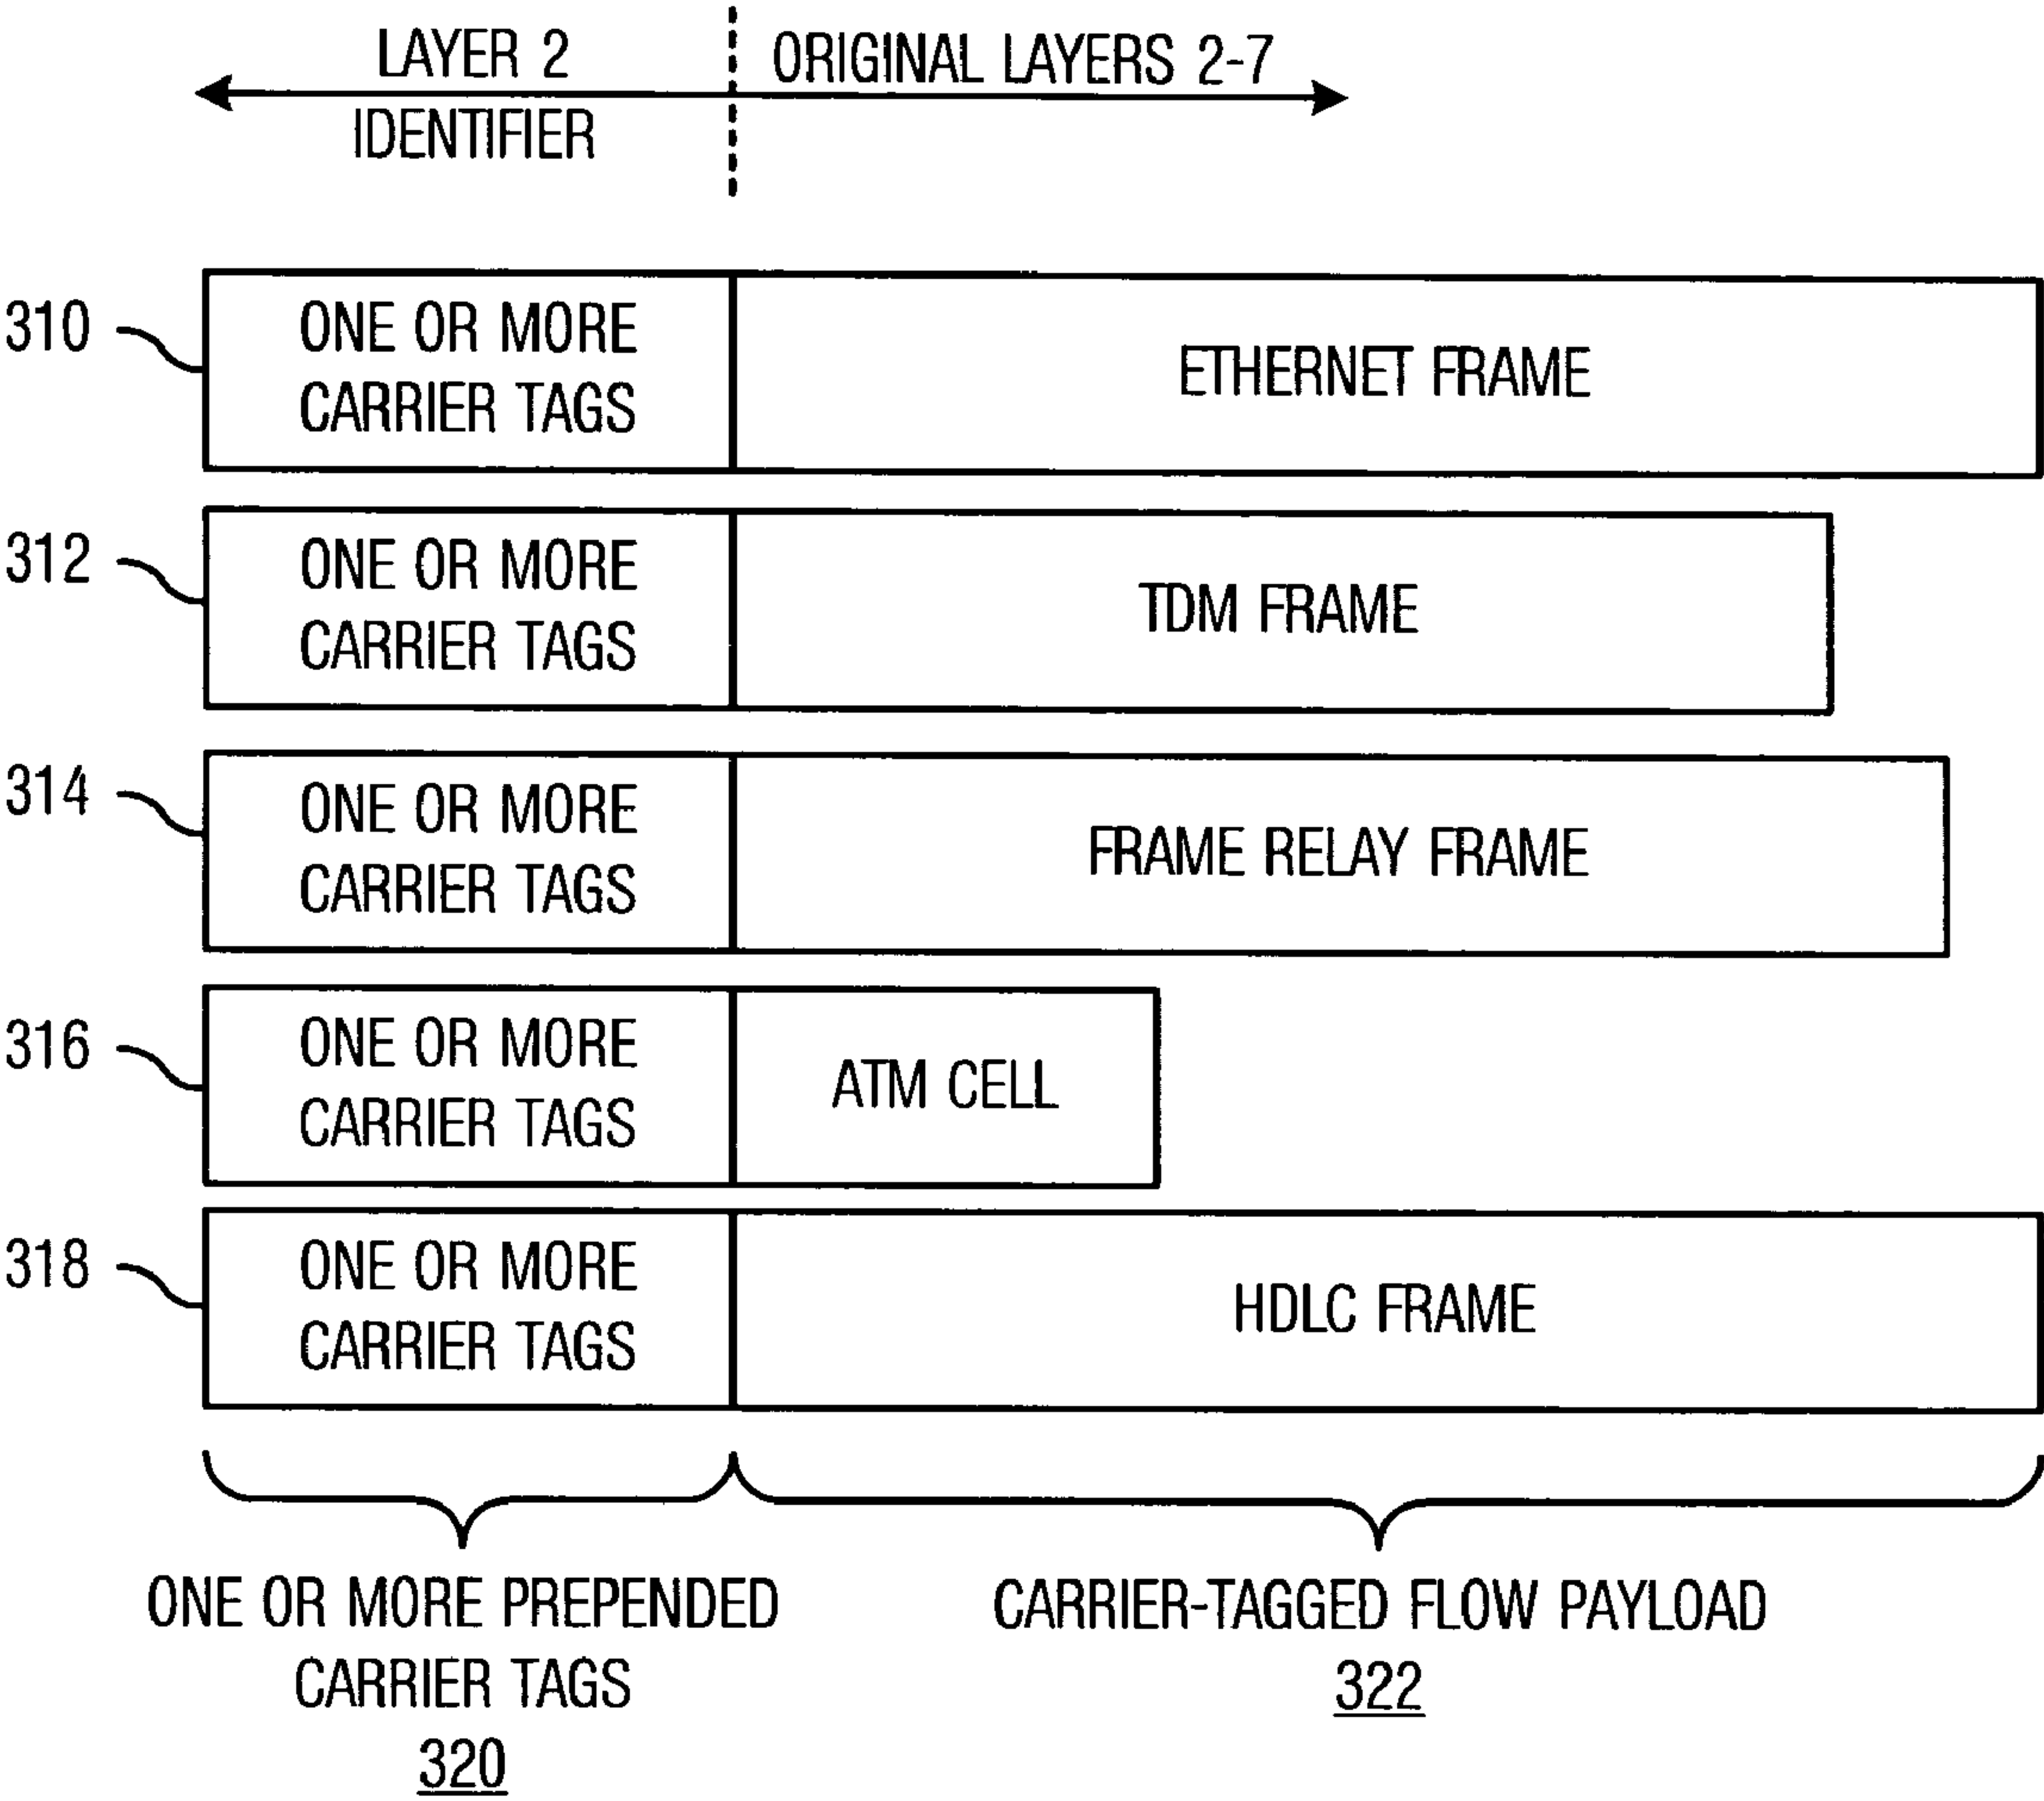 LAYER 2
IDENTIFIER
ORIGINAL LAYERS 2-7
310
ONE OR MORE
CARRIER TAGS
ETHERNET FRAME
312
ONE OR MORE
CARRIER TAGS
TDM FRAME
314
ONE OR MORE
CARRIER TAGS
FRAME RELAY FRAME
316
ONE OR MORE
CARRIER TAGS
ATM CELL
318
ONE OR MORE
CARRIER TAGS
HDLC FRAME
ONE OR MORE PREPENDED
CARRIER TAGS
320
CARRIER-TAGGED FLOW PAYLOAD
322